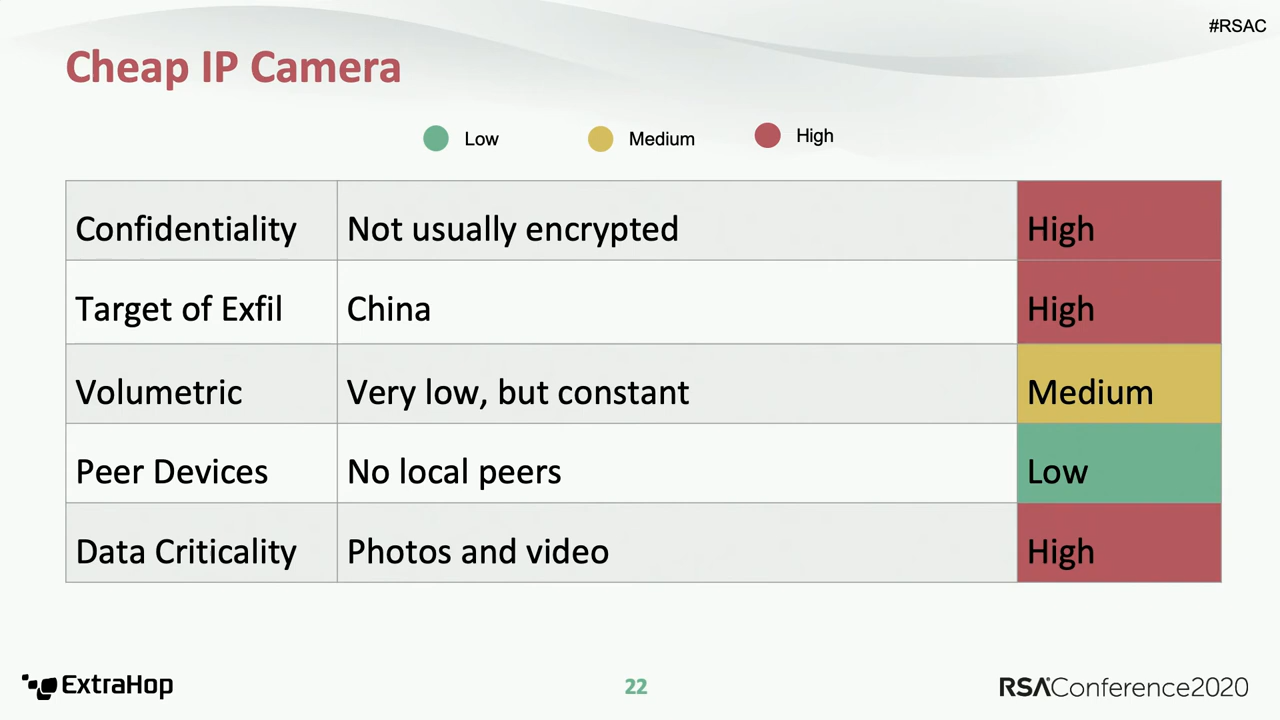 #RSAC
Cheap IP Camera
Low Medium High
Confidentiality Not usually encrypted High
Target of Exfil China High
Volumetric Very low, but constant Medium
Peer Devices No local peers Low
Data Criticality Photos and video High
ExtraHop 22 RSAConference2020